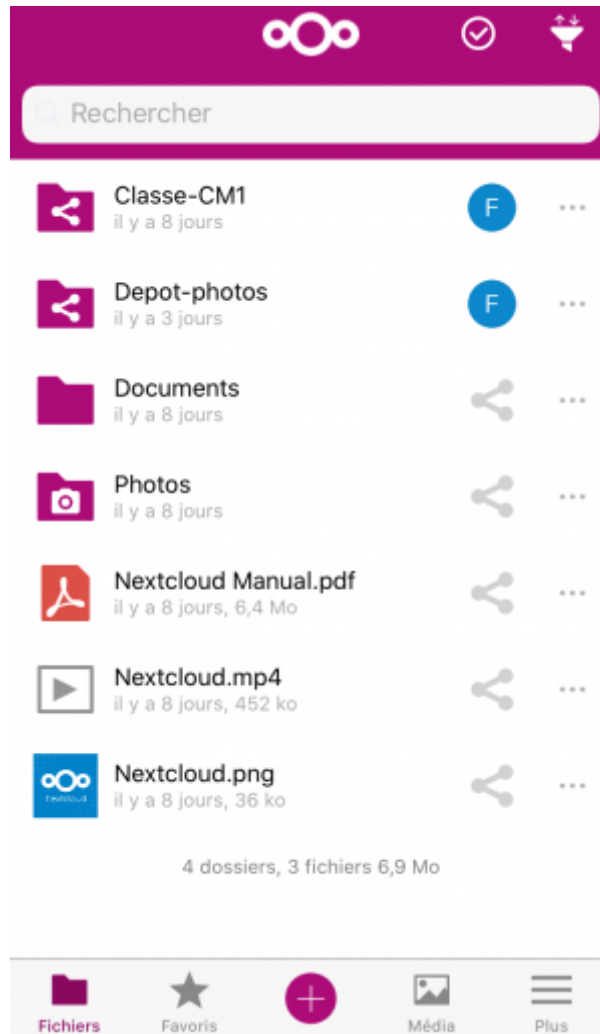 Rechercher
Classe-CM1
il y a 8 jours
F
Depot-photos
il y a 3 jours
F
Documents
il y a 8 jours
Photos
il y a 8 jours
Nextcloud Manual.pdf
il y a 8 jours, 6,4 Mo
Nextcloud.mp4
il y a 8 jours, 452 ko
Nextcloud.png
il y a 8 jours, 36 ko
4 dossiers, 3 fichiers 6,9 Mo
Fichiers
Favoris
Média
Plus